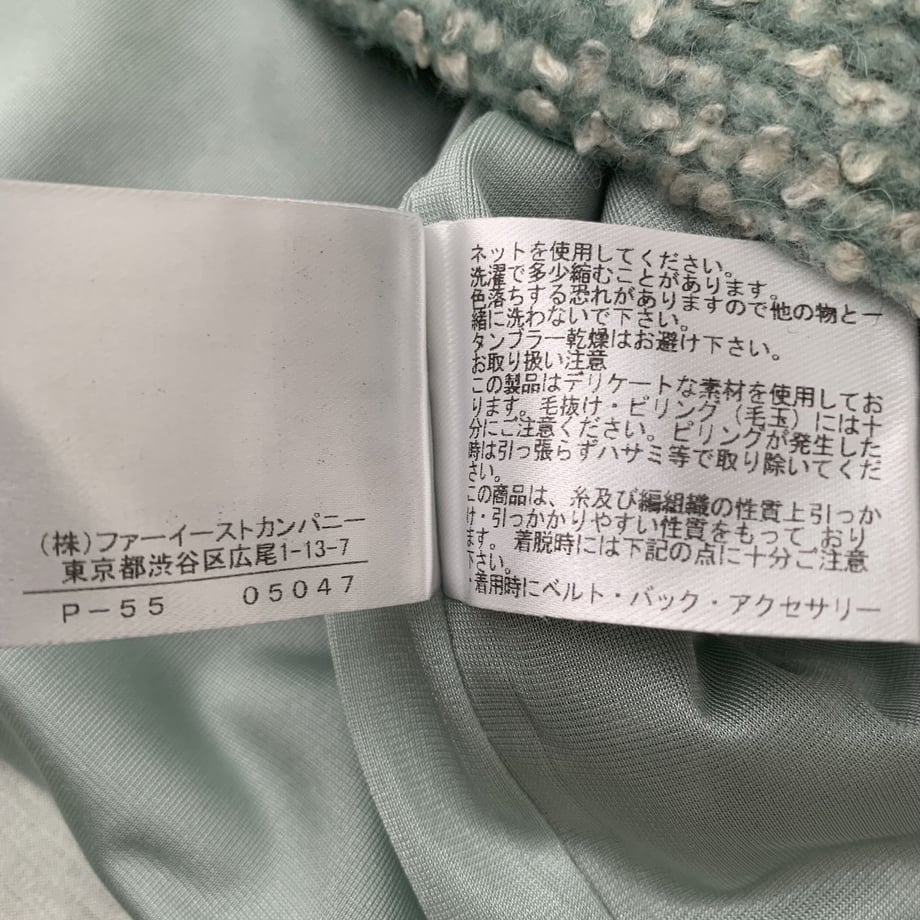 (株)ファーイーストカンパニー
東京都渋谷区広尾1-13-7
P-55 05047
ネットを使用してください。
洗濯で多少縮むことがあります。
色落ちする恐れがありますので他の物と一
緒に洗わないで下さい。
タンブラー乾燥はお避け下さい。
お取り扱い注意
この製品はデリケートな素材を使用してお
ります。毛抜け・ピリング(毛玉)には十
分にご注意ください。ピリングが発生した
時は引っ張らずハサミ等で取り除いてくだ
さい。
この商品は、糸及び編組織の性質上引っか
け・引っかかりやすい性質をもって おり
ます。 着脱時には下記の点に十分ご注意
下さい。
・着用時にベルト・バック・アクセサリー